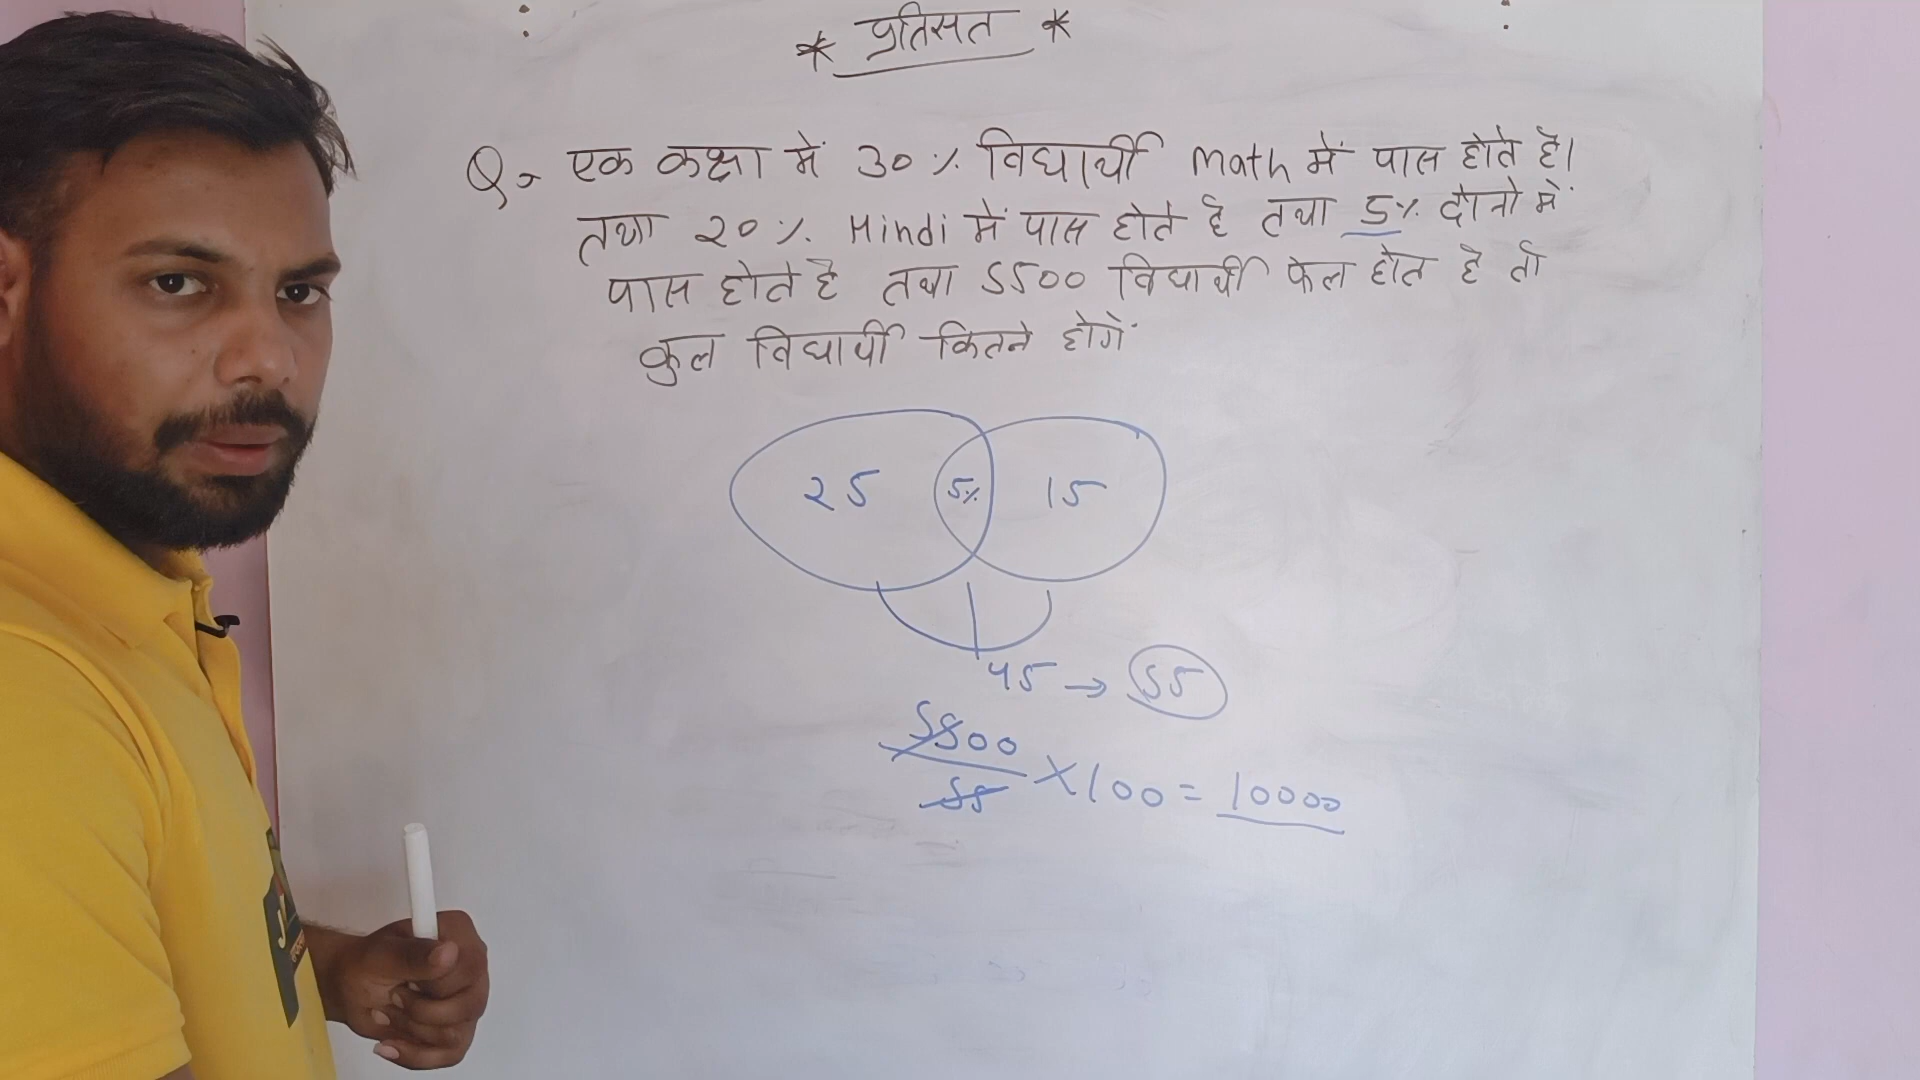 * प्रतिसत *
Q→ एक कक्षा में 30 % विद्यार्थी Math में पास होते है।
तथा 20 %. Hindi में पास होते है तथा 5% दोनो में
पास होते है तथा 5500 विद्यार्थी फेल होत है तो
कुल विद्यार्थी कितने होगें
25 5% 15
45 → 55
5500
55
×100 = 10000